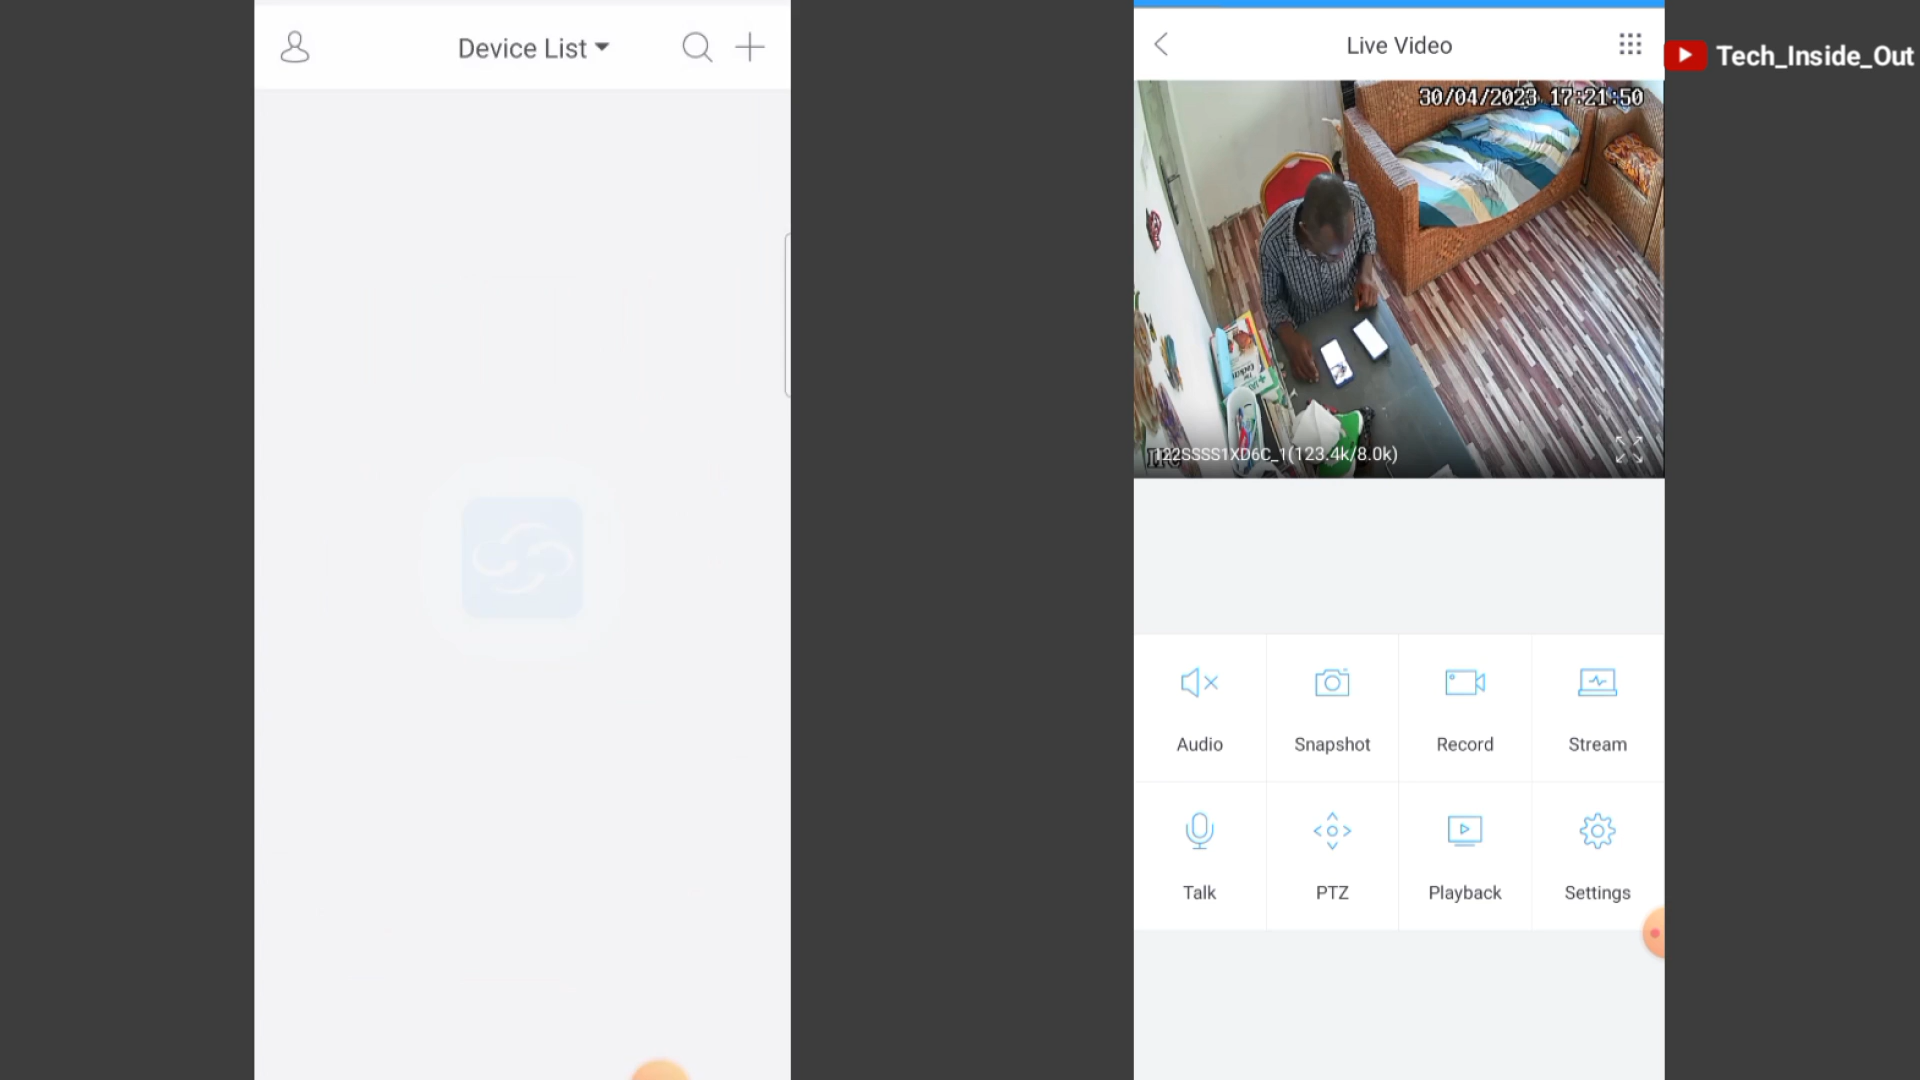 Device List
Live Video
Tech_Inside_Out
30/04/2023 17:21:50
122SSSS1XD6C_1(123.4k/8.0k)
Audio
Snapshot
Record
Stream
Talk
PTZ
Playback
Settings